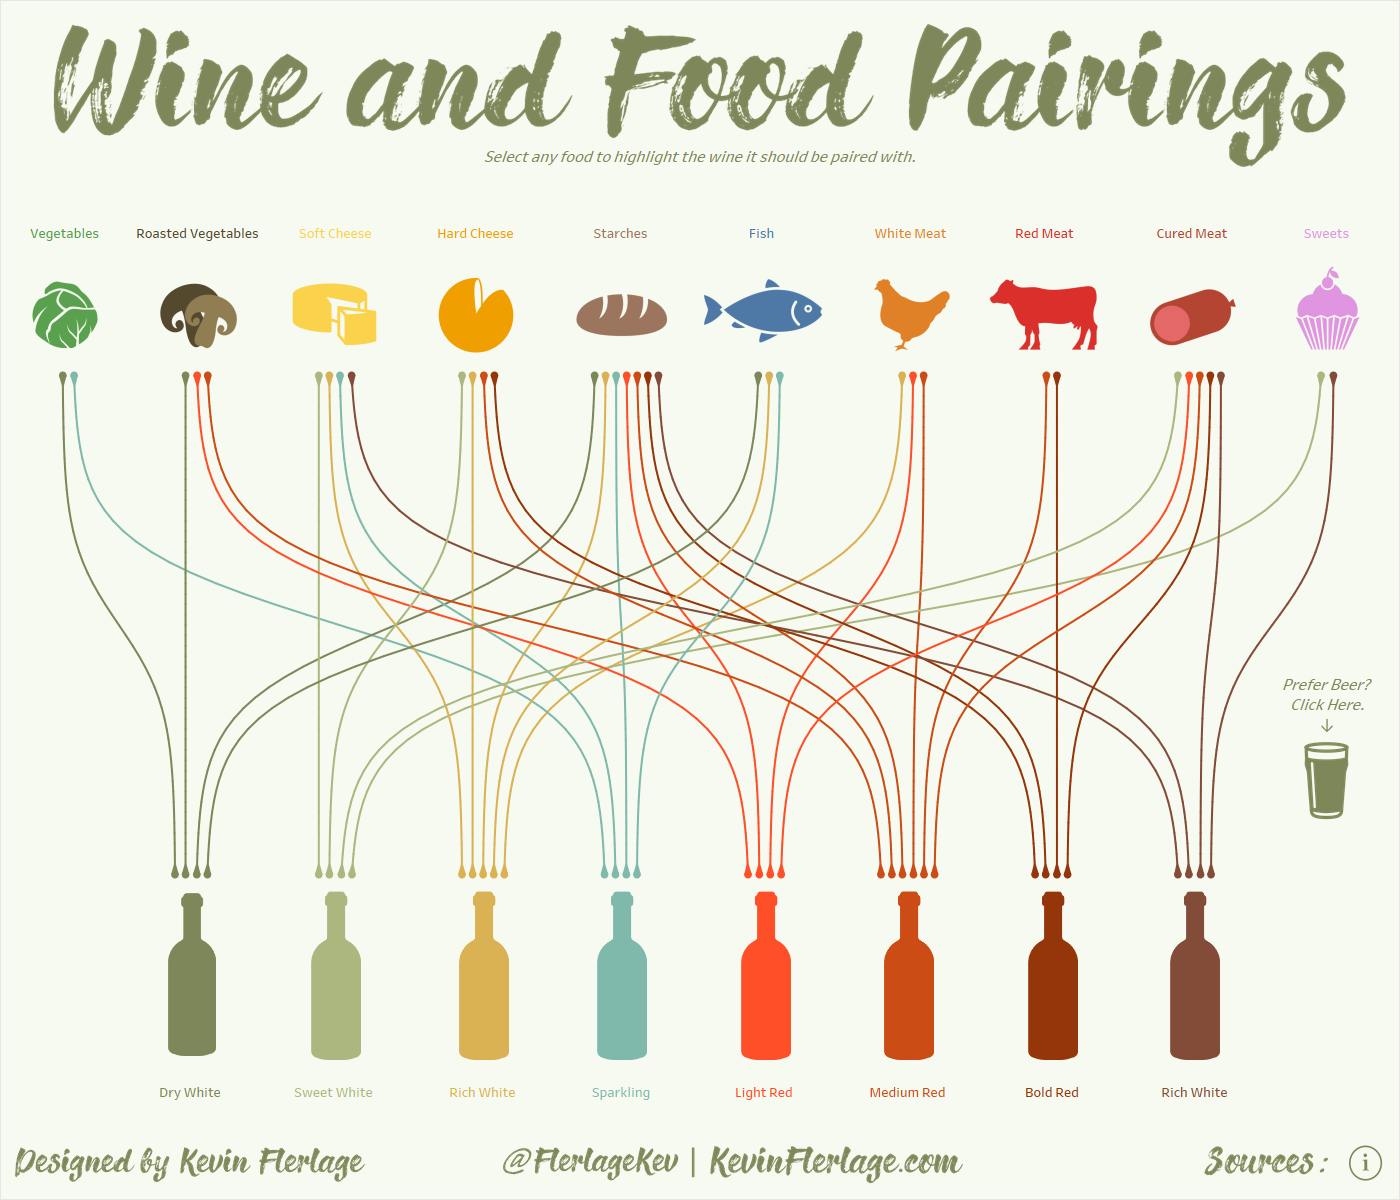 Wine and Food Pairings
Select any food to highlight the wine it should be paired with.
Vegetables
Roasted Vegetables
Soft Cheese
Hard Cheese
Starches
Fish
White Meat
Red Meat
Cured Meat
Sweets
Prefer Beer?
Click Here.
↓
Dry White
Sweet White
Rich White
Sparkling
Light Red
Medium Red
Bold Red
Rich White
Designed by Kevin Flerlage
@FlerlageKev | KevinFlerlage.com
Sources:
i